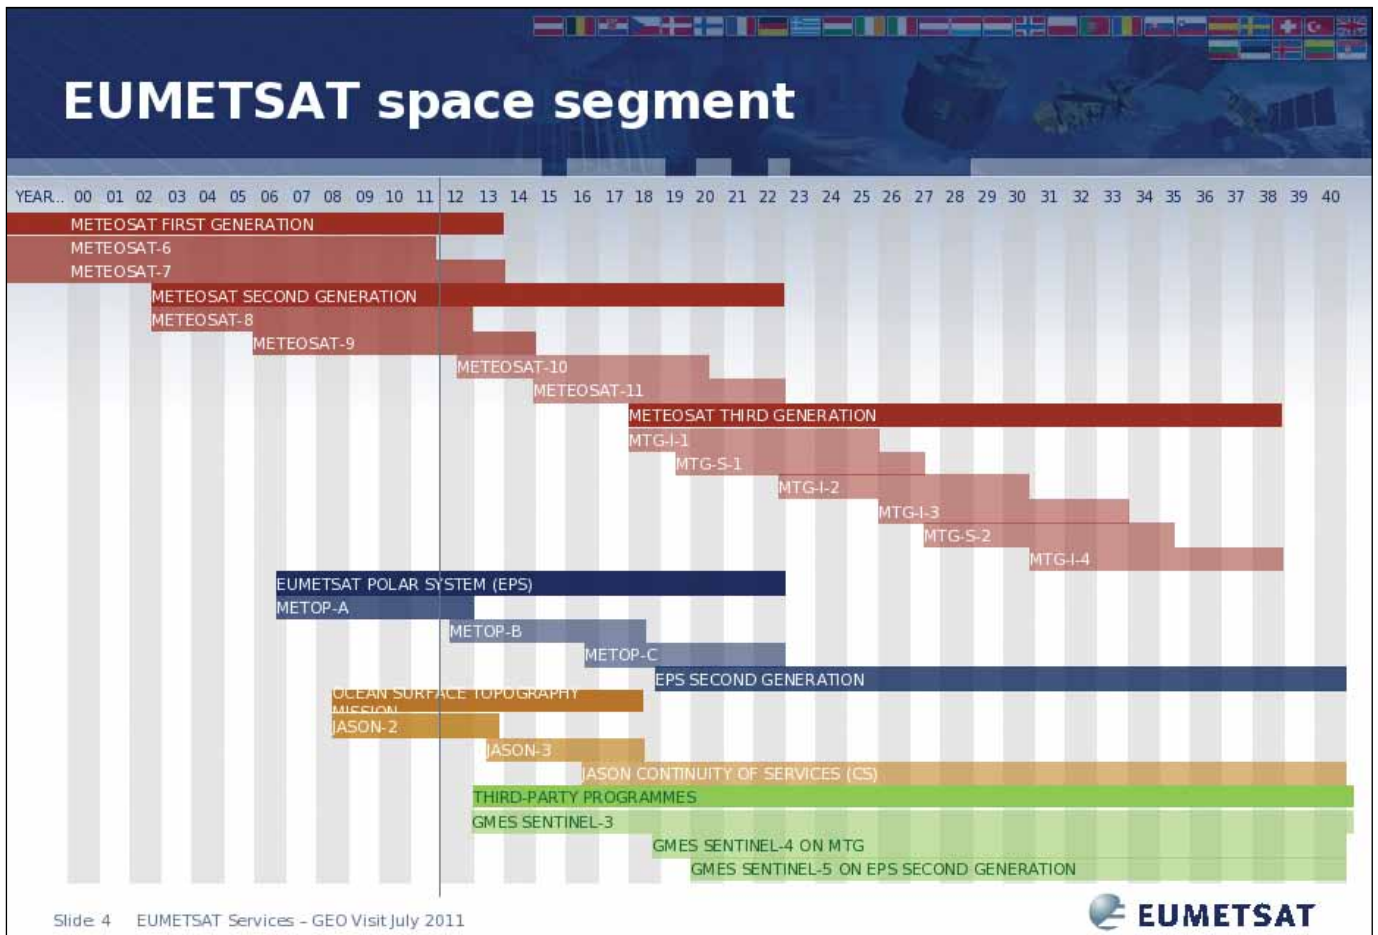 EUMETSAT space segment
YEAR... 00 01 02 03 04 05 06 07 08 09 10 11 12 13 14 15 16 17 18 19 20 21 22 23 24 25 26 27 28 29 30 31 32 33 34 35 36 37 38 39 40
METEOSAT FIRST GENERATION
METEOSAT-6
METEOSAT-7
METEOSAT SECOND GENERATION
METEOSAT-8
METEOSAT-9
METEOSAT-10
METEOSAT-11
METEOSAT THIRD GENERATION
MTG-I-1
MTG-S-1
MTG-I-2
MTG-I-3
MTG-S-2
MTG-I-4
EUMETSAT POLAR SYSTEM (EPS)
METOP-A
METOP-B
METOP-C
EPS SECOND GENERATION
OCEAN SURFACE TOPOGRAPHY
MISSION
JASON-2
JASON-3
JASON CONTINUITY OF SERVICES (CS)
THIRD-PARTY PROGRAMMES
GMES SENTINEL-3
GMES SENTINEL-4 ON MTG
GMES SENTINEL-5 ON EPS SECOND GENERATION
Slide: 4 EUMETSAT Services – GEO Visit July 2011
EUMETSAT